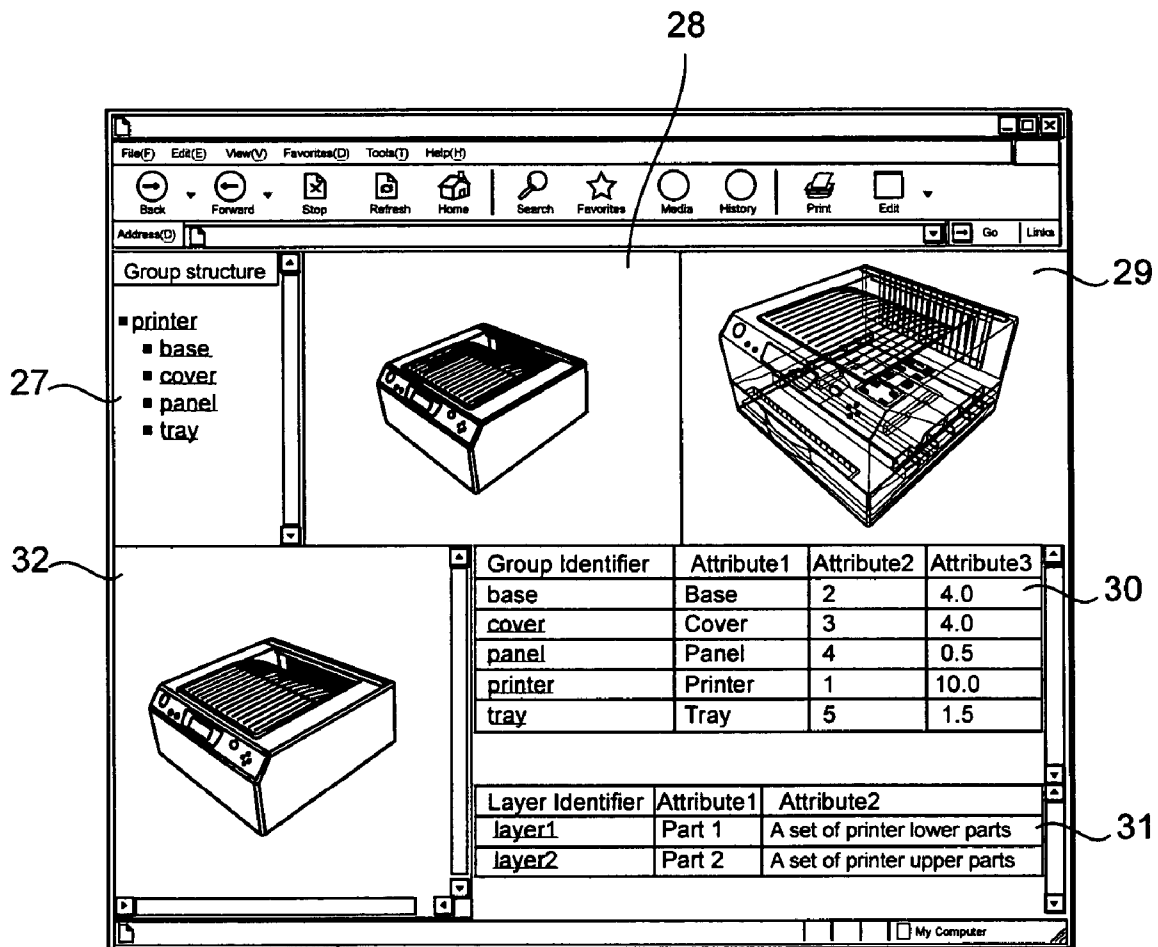 28
File(F) Edit(E) View(V) Favorites(D) Tools(T) Help(H)
Back Forward Stop Refresh Home Search Favorites Media History Print Edit
Address(D) Go Links
Group structure
29
printer
base
cover
panel
tray
27
32
Group Identifier Attribute1 Attribute2 Attribute3
base Base 2 4.0
30
cover Cover 3 4.0
panel Panel 4 0.5
printer Printer 1 10.0
tray Tray 5 1.5
Layer Identifier Attribute1 Attribute2
layer1 Part 1 A set of printer lower parts
31
layer2 Part 2 A set of printer upper parts
My Computer